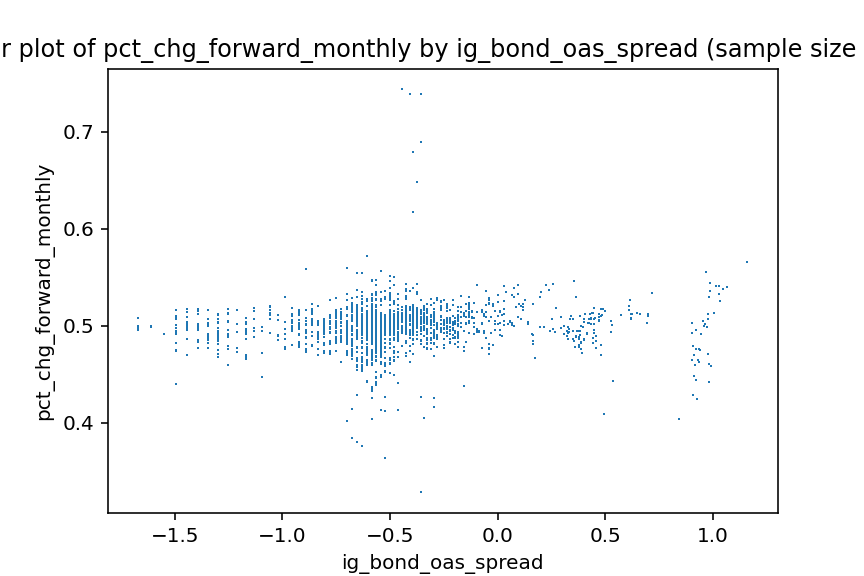 r plot of pct_chg_forward_monthly by ig_bond_oas_spread (sample size
pct_chg_forward_monthly
0.7
0.6
0.5
0.4
−1.5 −1.0 −0.5 0.0 0.5 1.0
ig_bond_oas_spread